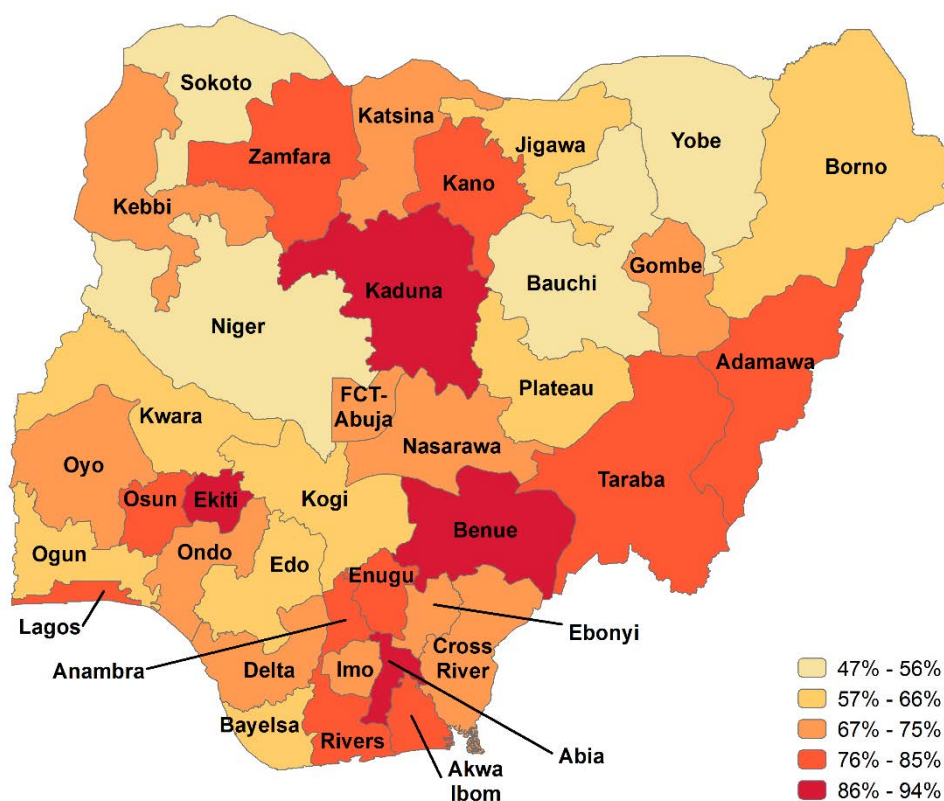 Sokoto
Katsina
Yobe
Jigawa
Zamfara
Borno
Kano
Kebbi
Gombe
Bauchi
Kaduna
Niger
Adamawa
Plateau
FCT-
Abuja
Kwara
Nasarawa
Oyo
Taraba
Osun
Ekiti
Kogi
Benue
Ogun
Ondo
Edo
Enugu
Lagos
Ebonyi
Anambra
Cross
River
Delta
Imo
Bayelsa
Rivers
Abia
Akwa
Ibom
47% - 56%
57% - 66%
67% - 75%
76% - 85%
86% - 94%